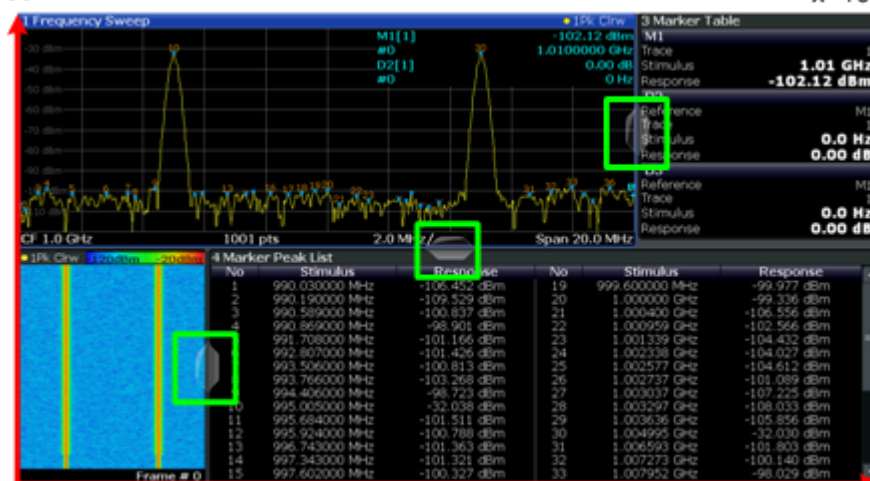 1 Frequency Sweep
1Pk Clrw
M1[1] -102.12 dBm
#0 1.0100000 GHz
D2[1] 0.00 dB
#0 0 Hz
-30 dBm
-40 dBm
-50 dBm
-60 dBm
-70 dBm
-80 dBm
-90 dBm
CF 1.0 GHz 1001 pts 2.0 MHz/ Span 20.0 MHz
3 Marker Table
M1
Trace 1
Stimulus 1.01 GHz
Response -102.12 dBm
Reference M1
Trace 1
Stimulus 0.0 Hz
Response 0.00 dB
D3
Reference M1
Trace 1
Stimulus 0.0 Hz
Response 0.00 dB
1Pk Clrw -120dBm -20dBm
Frame # 0
4 Marker Peak List
No Stimulus Response No Stimulus Response
1 990.030000 MHz -106.452 dBm 19 999.600000 MHz -99.977 dBm
2 990.190000 MHz -109.529 dBm 20 1.000000 GHz -99.336 dBm
3 990.589000 MHz -100.837 dBm 21 1.000400 GHz -106.556 dBm
4 990.869000 MHz -98.901 dBm 22 1.000959 GHz -102.566 dBm
991.708000 MHz -101.166 dBm 23 1.001339 GHz -104.432 dBm
992.807000 MHz -101.426 dBm 24 1.002338 GHz -104.027 dBm
993.506000 MHz -100.813 dBm 25 1.002577 GHz -104.612 dBm
993.766000 MHz -103.268 dBm 26 1.002737 GHz -101.089 dBm
994.406000 MHz -98.723 dBm 27 1.003037 GHz -107.225 dBm
10 995.005000 MHz -32.038 dBm 28 1.003297 GHz -108.033 dBm
11 995.684000 MHz -101.511 dBm 29 1.003636 GHz -105.856 dBm
12 995.924000 MHz -100.788 dBm 30 1.004995 GHz -32.030 dBm
13 996.743000 MHz -101.363 dBm 31 1.006593 GHz -101.803 dBm
14 997.343000 MHz -101.321 dBm 32 1.007273 GHz -100.140 dBm
15 997.602000 MHz -100.327 dBm 33 1.007952 GHz -98.029 dBm